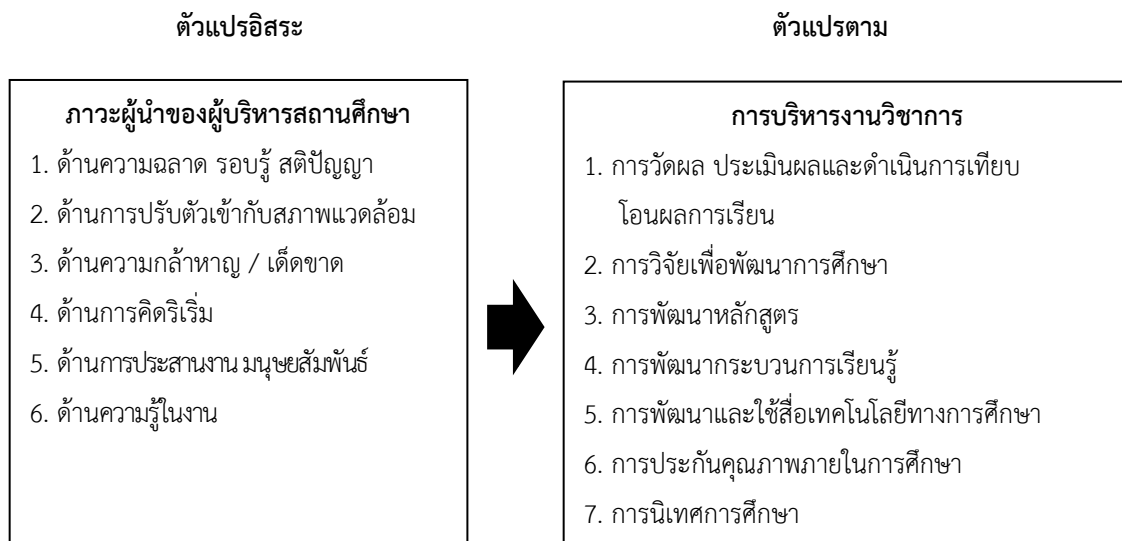 ตัวแปรอิสระ
ตัวแปรตาม
ภาวะผู้นำของผู้บริหารสถานศึกษา
1. ด้านความฉลาด รอบรู้ สติปัญญา
2. ด้านการปรับตัวเข้ากับสภาพแวดล้อม
3. ด้านความกล้าหาญ / เด็ดขาด
4. ด้านการคิดริเริ่ม
5. ด้านการประสานงาน มนุษยสัมพันธ์
6. ด้านความรู้ในงาน
การบริหารงานวิชาการ
1. การวัดผล ประเมินผลและดำเนินการเทียบ
โอนผลการเรียน
2. การวิจัยเพื่อพัฒนาการศึกษา
3. การพัฒนาหลักสูตร
4. การพัฒนากระบวนการเรียนรู้
5. การพัฒนาและใช้สื่อเทคโนโลยีทางการศึกษา
6. การประกันคุณภาพภายในการศึกษา
7. การนิเทศการศึกษา